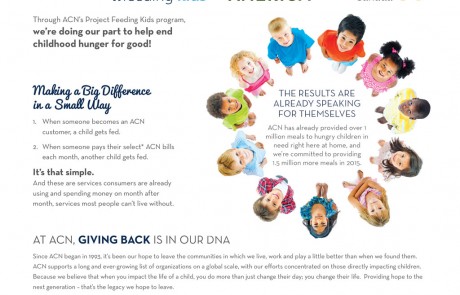 Through ACN's Project Feeding Kids program,
we're doing our part to help end
childhood hunger for good!
Making a Big Difference
in a Small Way
1. When someone becomes an ACN
customer, a child gets fed.
2. When someone pays their select* ACN bills
each month, another child gets fed.
It's that simple.
And these are services consumers are already
using and spending money on month after
month, services most people can't live without.
THE RESULTS ARE
ALREADY SPEAKING
FOR THEMSELVES
ACN has already provided over 1
million meals to hungry children in
need right here at home, and
we're committed to providing
1.5 million more meals in 2015.
AT ACN, GIVING BACK IS IN OUR DNA
Since ACN began in 1993, it's been our hope to leave the communities in which we live, work and play a little better than when we found them.
ACN supports a long and ever-growing list of organizations on a global scale, with our efforts concentrated on those directly impacting children.
Because we believe that when you impact the life of a child, you do more than just change their day; you change their life. Providing hope to the
next generation – that's the legacy we hope to leave.